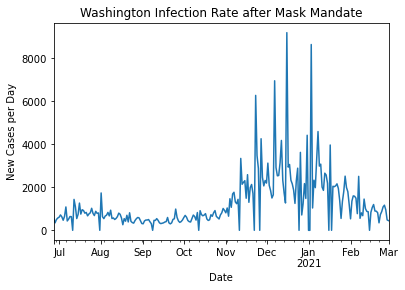 Washington Infection Rate after Mask Mandate
New Cases per Day
8000
6000
4000
2000
0
Jul Aug Sep Oct Nov Dec Jan Feb Mar
2021
Date